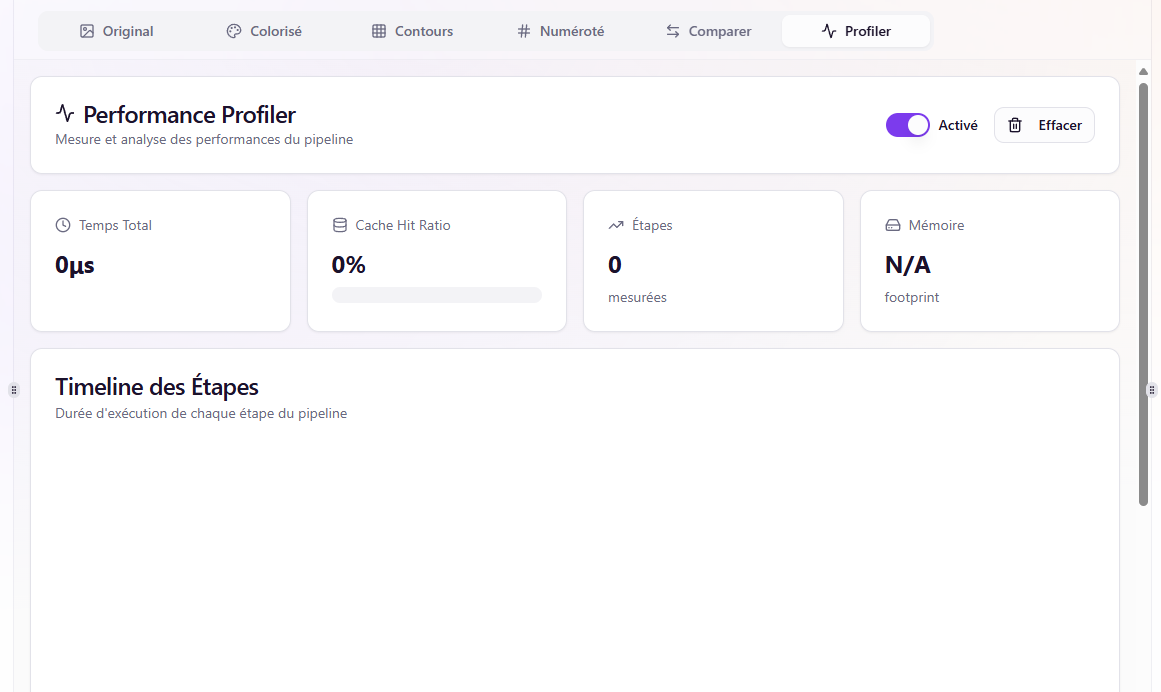 Original
Colorisé
Contours
Numéroté
Comparer
Profiler
Performance Profiler
Mesure et analyse des performances du pipeline
Activé
Effacer
Temps Total
0µs
Cache Hit Ratio
0%
Étapes
0
mesurées
Mémoire
N/A
footprint
Timeline des Étapes
Durée d'exécution de chaque étape du pipeline